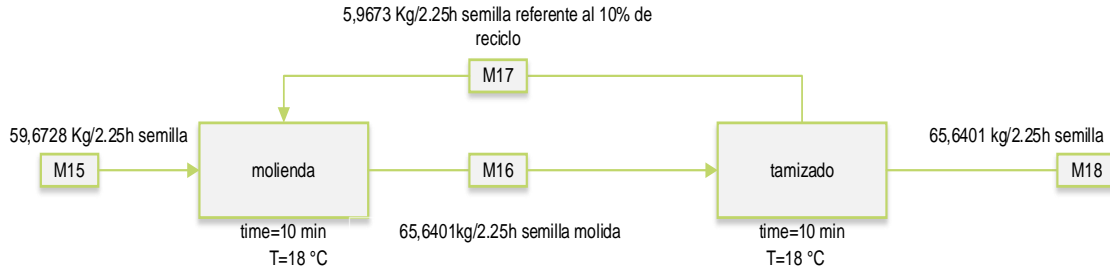 5,9673 Kg/2.25h semilla referente al 10% de
reciclo
M17
59,6728 Kg/2.25h semilla
65,6401 kg/2.25h semilla
M15
molienda
M16
tamizado
M18
time=10 min
T=18 °C
65,6401kg/2.25h semilla molida
time=10 min
T=18 °C